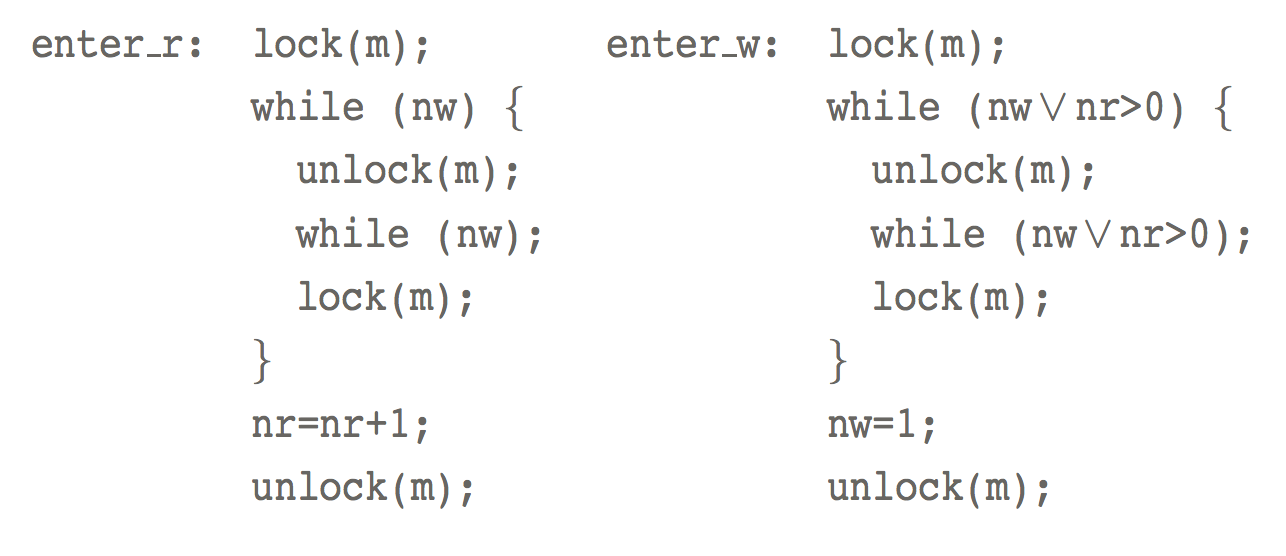 enter_r: lock(m); enter_w: lock(m);
while (nw) { while (nw∨nr>0) {
unlock(m); unlock(m);
while (nw); while (nw∨nr>0);
lock(m); lock(m);
} }
nr=nr+1; nw=1;
unlock(m); unlock(m);